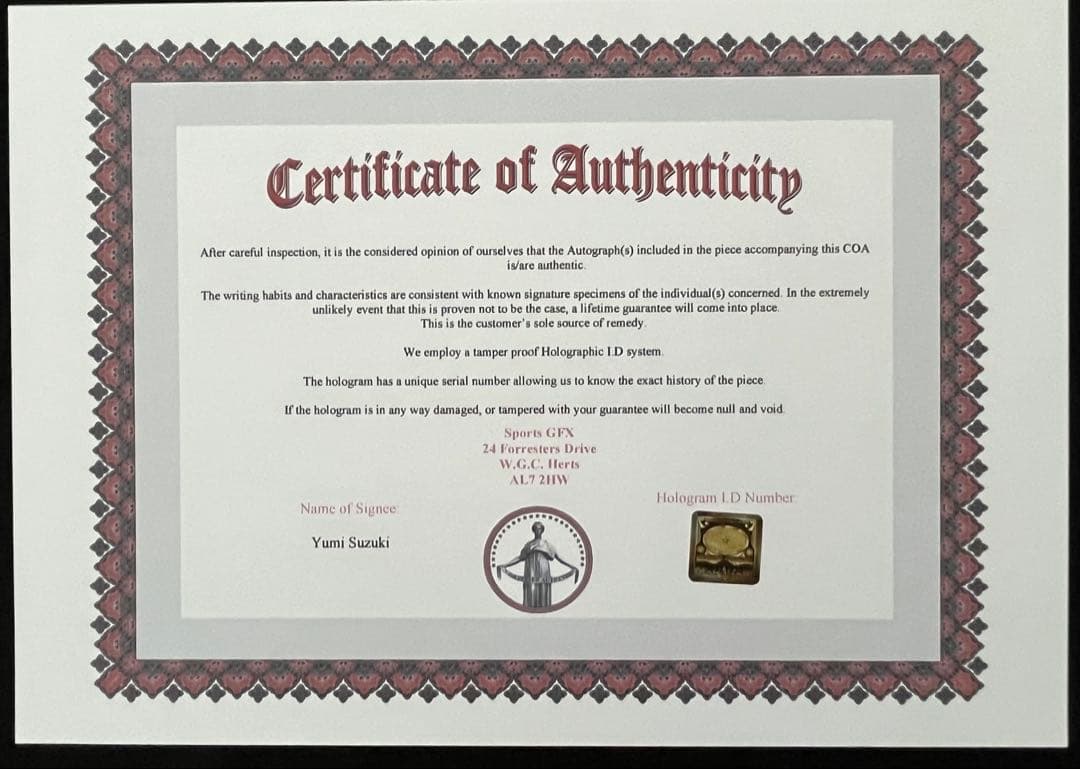 Certificate of Authenticity
After careful inspection, it is the considered opinion of ourselves that the Autograph(s) included in the piece accompanying this COA
is/are authentic.
The writing habits and characteristics are consistent with known signature specimens of the individual(s) concerned. In the extremely
unlikely event that this is proven not to be the case, a lifetime guarantee will come into place.
This is the customer's sole source of remedy.
We employ a tamper proof Holographic I.D system.
The hologram has a unique serial number allowing us to know the exact history of the piece.
If the hologram is in any way damaged, or tampered with your guarantee will become null and void.
Sports GFX
24 Forresters Drive
W.G.C. Herts
AL7 2HW
Name of Signee
Hologram I.D Number
Yumi Suzuki